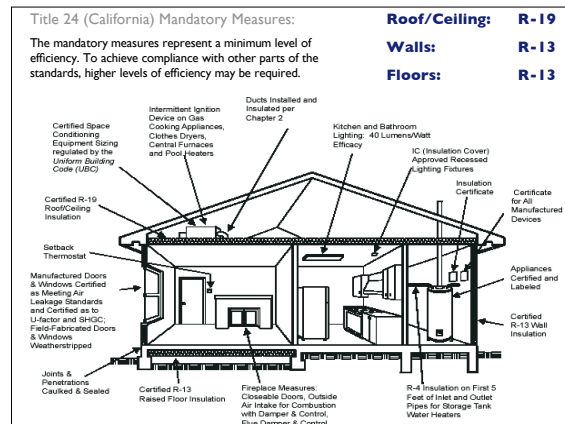 Title 24 (California) Mandatory Measures:
The mandatory measures represent a minimum level of
efficiency. To achieve compliance with other parts of the
standards, higher levels of efficiency may be required.
Roof/Ceiling: R-19
Walls: R-13
Floors: R-13
Certified Space
Conditioning
Equipment Sizing
regulated by the
Uniform Building
Code (UBC)
Intermittent Ignition
Device on Gas
Cooking Appliances,
Clothes Dryers,
Central Furnaces
and Pool Heaters
Ducts Installed and
Insulated per
Chapter 2
Kitchen and Bathroom
Lighting: 40 Lumens/Watt
Efficacy
IC (Insulation Cover)
Approved Recessed
Lighting Fixtures
Insulation
Certificate
Certificate
for All
Manufactured
Devices
Certified R-19
Roof/Ceiling
Insulation
Setback
Thermostat
Manufactured Doors
& Windows Certified
as Meeting Air
Leakage Standards
and Certified as to
U-factor and SHGC;
Field-Fabricated Doors
& Windows
Weatherstripped
Appliances
Certified and
Labeled
Certified
R-13 Wall
Insulation
Joints &
Penetrations
Caulked & Sealed
Certified R-13
Raised Floor Insulation
Fireplace Measures:
Closeable Doors, Outside
Air Intake for Combustion
with Damper & Control,
Flue Damper & Control
R-4 Insulation on First 5
Feet of Inlet and Outlet
Pipes for Storage Tank
Water Heaters